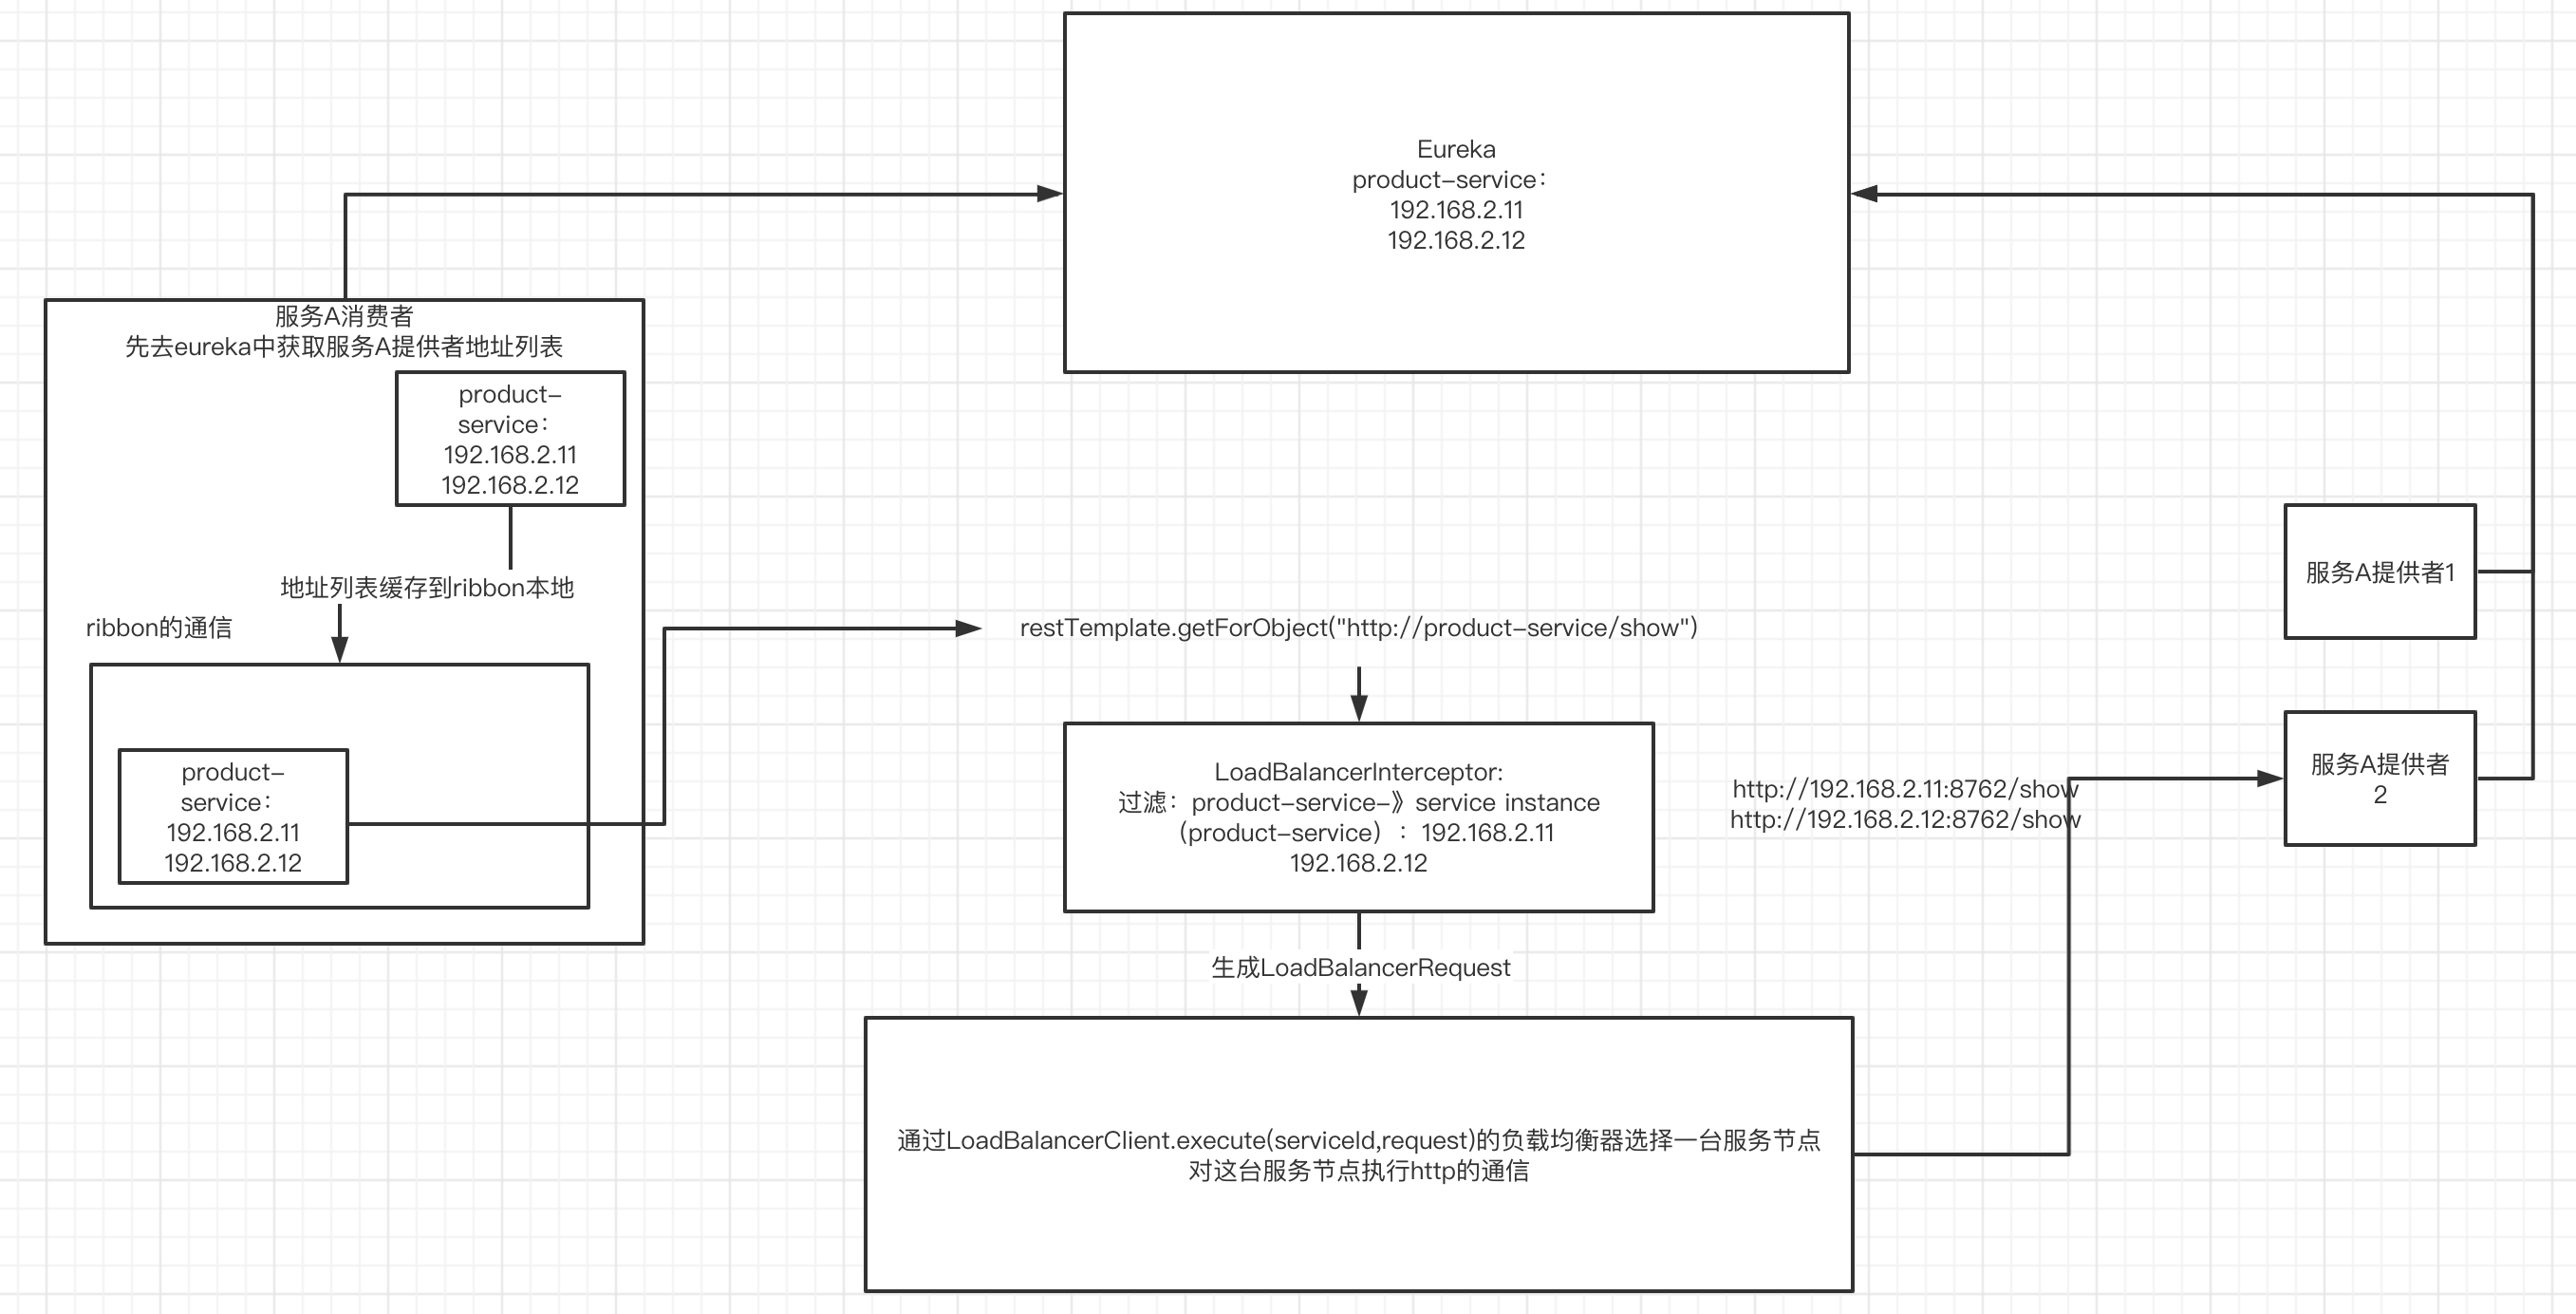 Eureka
product-service：
192.168.2.11
192.168.2.12
服务A消费者
先去eureka中获取服务A提供者地址列表
product-
service：
192.168.2.11
192.168.2.12
地址列表缓存到ribbon本地
ribbon的通信
product-
service：
192.168.2.11
192.168.2.12
restTemplate.getForObject("http://product-service/show")
LoadBalancerInterceptor:
过滤：product-service-》service instance
（product-service）：192.168.2.11
192.168.2.12
生成LoadBalancerRequest
通过LoadBalancerClient.execute(serviceId,request)的负载均衡器选择一台服务节点
对这台服务节点执行http的通信
http://192.168.2.11:8762/show
http://192.168.2.12:8762/show
服务A提供者1
服务A提供者
2